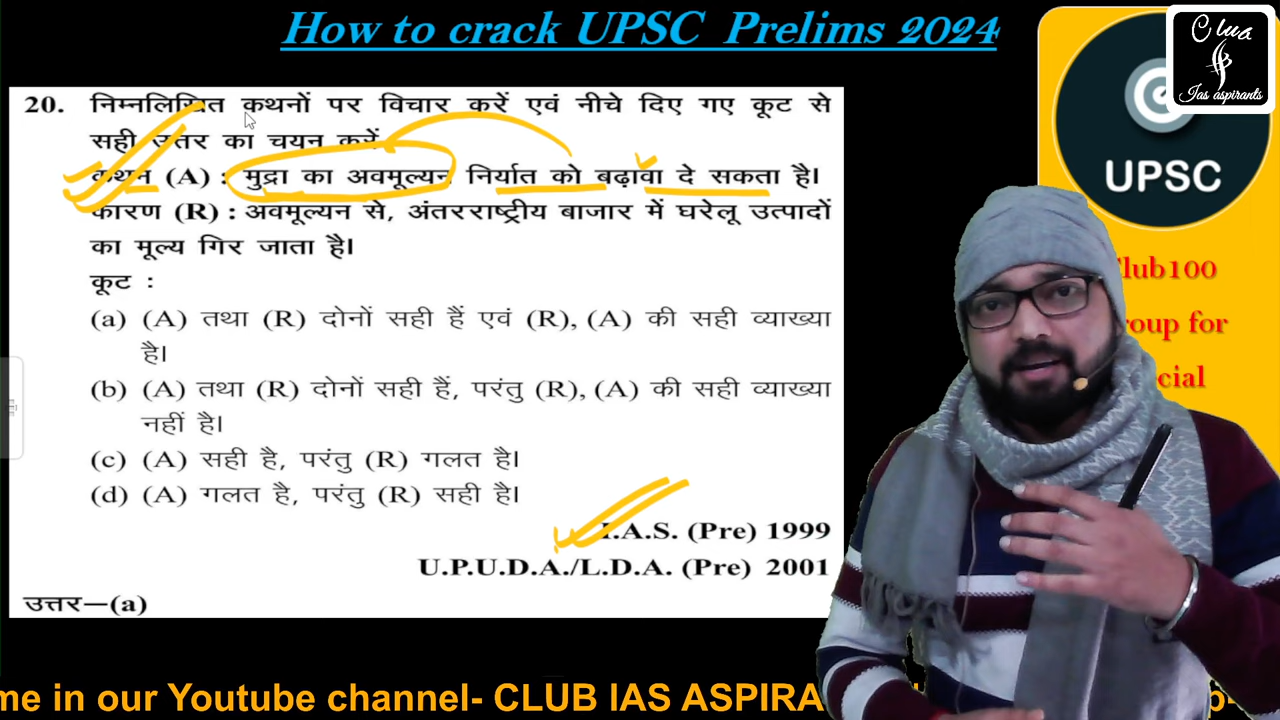 How to crack UPSC Prelims 2024
Club
Ias aspirants
20. निम्नलिखित कथनों पर विचार करें एवं नीचे दिए गए कूट से
सही उत्तर का चयन करें
कथन (A) : मुद्रा का अवमूल्यन निर्यात को बढ़ावा दे सकता है।
कारण (R) : अवमूल्यन से, अंतरराष्ट्रीय बाजार में घरेलू उत्पादों
का मूल्य गिर जाता है।
कूट :
(a) (A) तथा (R) दोनों सही हैं एवं (R), (A) की सही व्याख्या
है।
(b) (A) तथा (R) दोनों सही हैं, परंतु (R), (A) की सही व्याख्या
नहीं है।
(c) (A) सही है, परंतु (R) गलत है।
(d) (A) गलत है, परंतु (R) सही है।
I.A.S. (Pre) 1999
U.P.U.D.A./L.D.A. (Pre) 2001
उत्तर—(a)
UPSC
lub100
roup for
cial
me in our Youtube channel- CLUB IAS ASPIRA